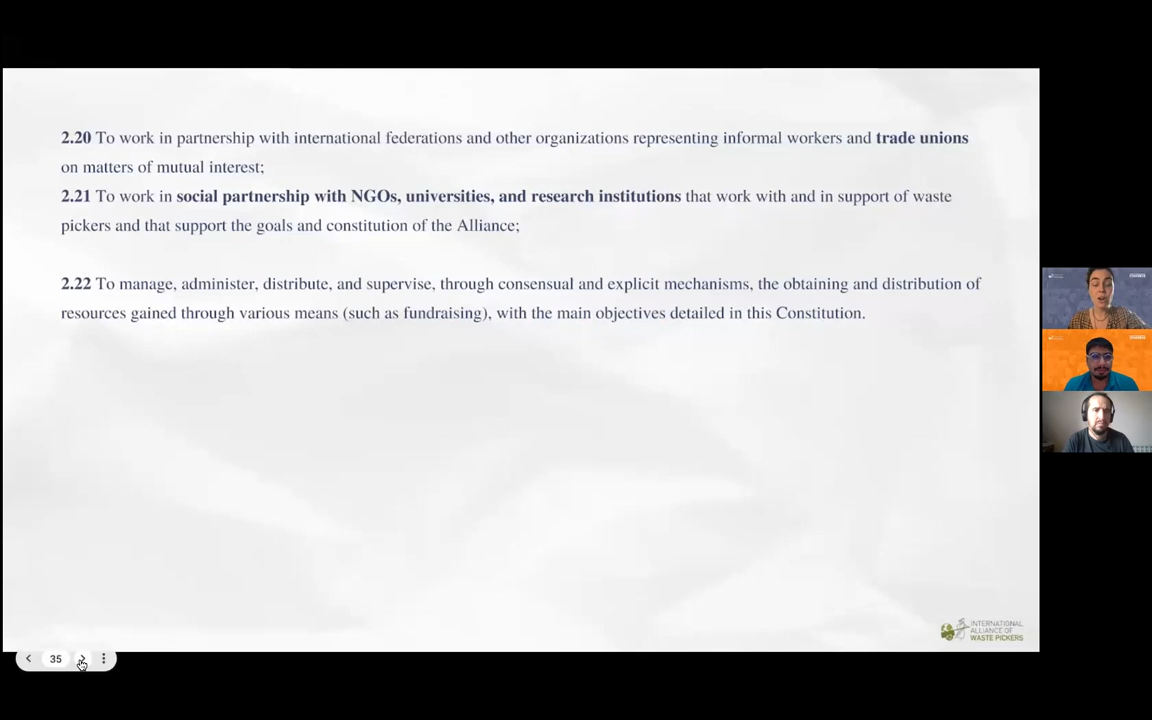 2.20 To work in partnership with international federations and other organizations representing informal workers and trade unions
on matters of mutual interest;
2.21 To work in social partnership with NGOs, universities, and research institutions that work with and in support of waste
pickers and that support the goals and constitution of the Alliance;
2.22 To manage, administer, distribute, and supervise, through consensual and explicit mechanisms, the obtaining and distribution of
resources gained through various means (such as fundraising), with the main objectives detailed in this Constitution.
INTERNATIONAL
ALLIANCE OF
WASTE PICKERS
35